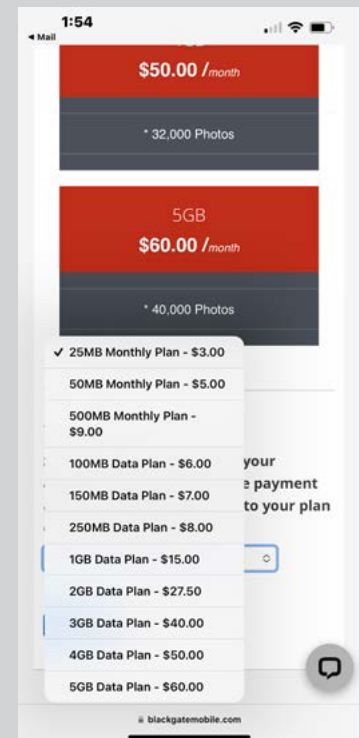 1:54
Mail
$50.00 /month
* 32,000 Photos
5GB
$60.00 /month
* 40,000 Photos
✓ 25MB Monthly Plan - $3.00
50MB Monthly Plan - $5.00
500MB Monthly Plan -
$9.00
100MB Data Plan - $6.00
your
150MB Data Plan - $7.00
payment
250MB Data Plan - $8.00
to your plan
1GB Data Plan - $15.00
2GB Data Plan - $27.50
3GB Data Plan - $40.00
4GB Data Plan - $50.00
5GB Data Plan - $60.00
blackgatemobile.com